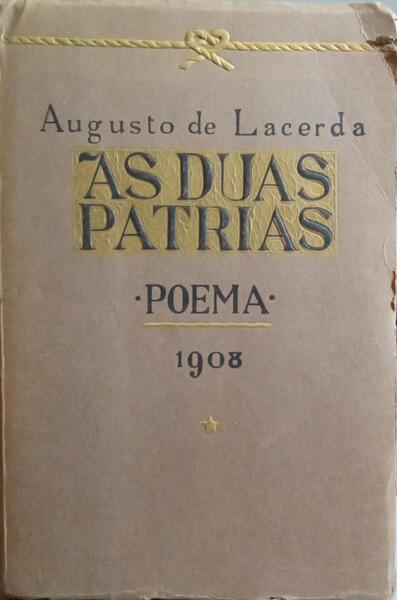 Augusto de Lacerda
AS DUAS
PATRIAS
·POEMA·
1908